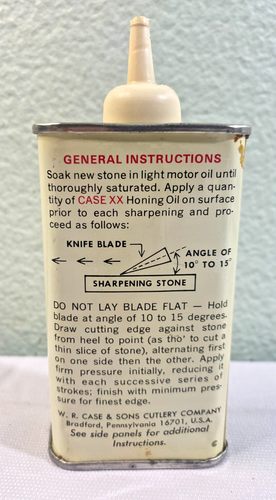 GENERAL INSTRUCTIONS
Soak new stone in light motor oil until
thoroughly saturated. Apply a quan-
tity of CASE XX Honing Oil on surface
prior to each sharpening and pro-
ceed as follows:
KNIFE BLADE
ANGLE OF
10° TO 15°
SHARPENING STONE
DO NOT LAY BLADE FLAT — Hold
blade at angle of 10 to 15 degrees.
Draw cutting edge against stone
from heel to point (as tho' to cut a
thin slice of stone), alternating first
on one side then the other. Apply
firm pressure initially, reducing it
with each successive series of
strokes; finish with minimum pres-
sure for finest edge.
W. R. CASE & SONS CUTLERY COMPANY
Bradford, Pennsylvania 16701, U.S.A.
See side panels for additional
Instructions.